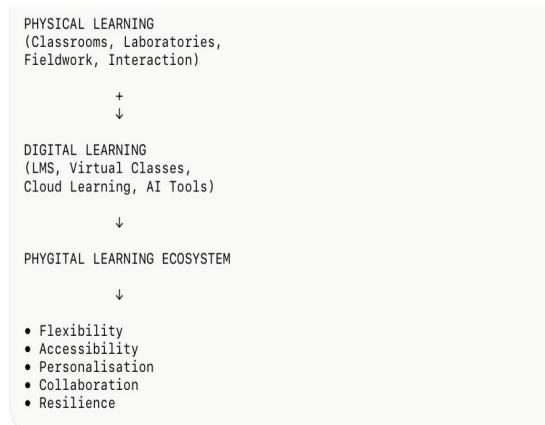 PHYSICAL LEARNING
(Classrooms, Laboratories,
Fieldwork, Interaction)
+
↓
DIGITAL LEARNING
(LMS, Virtual Classes,
Cloud Learning, AI Tools)
↓
PHYGITAL LEARNING ECOSYSTEM
↓
• Flexibility
• Accessibility
• Personalisation
• Collaboration
• Resilience